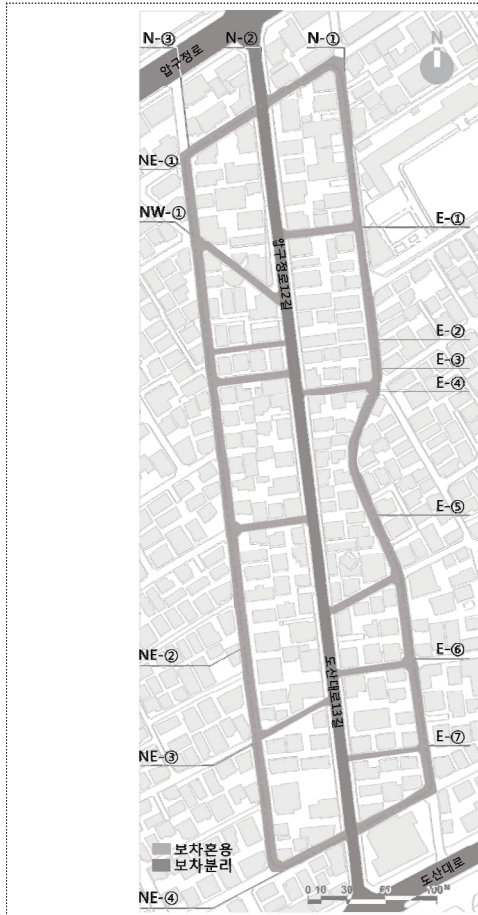 N-③
N-②
N-①
압구정로
N
NE-①
NW-①
E-①
압구정로12길
E-②
E-③
E-④
E-⑤
NE-②
E-⑥
도산대로13길
NE-③
E-⑦
보차혼용
보차분리
도산대로
NE-④
0 10 30 60 100M